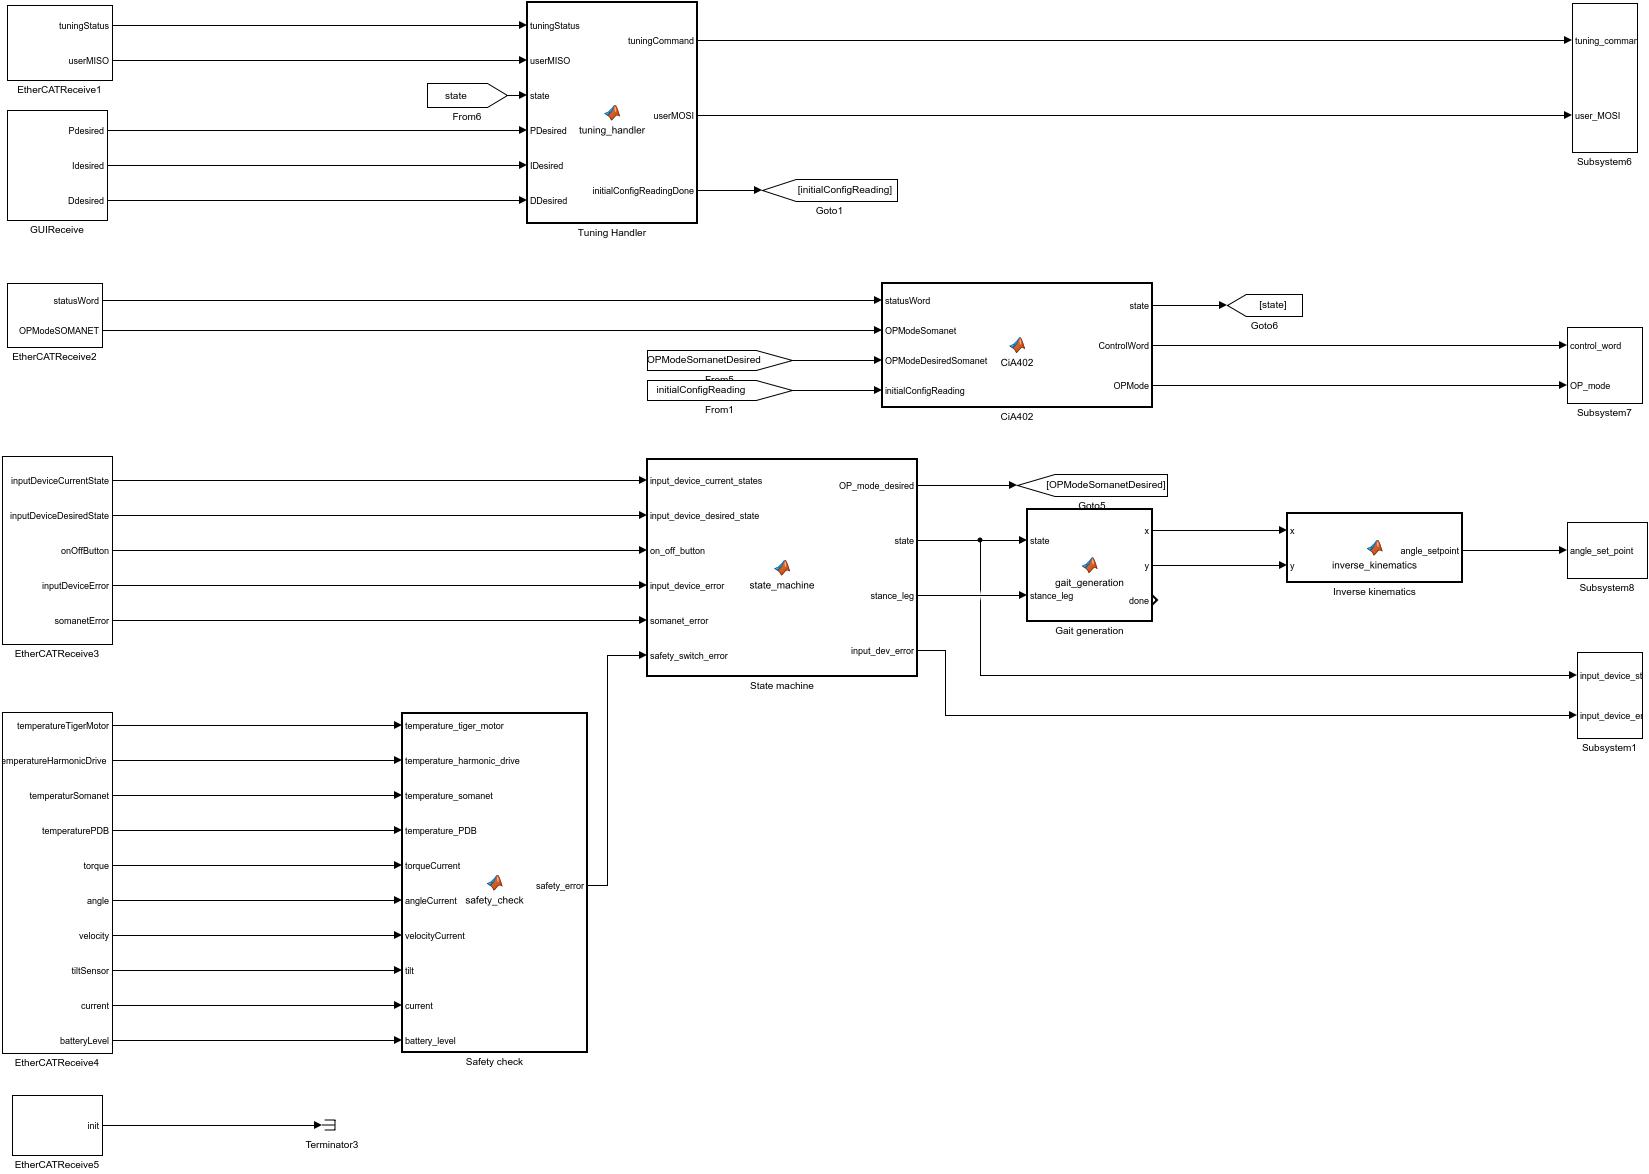 tuningStatus
userMISO
EtherCATReceive1
Pdesired
Idesired
Ddesired
GUIReceive
state
From6
tuningStatus
userMISO
state
PDesired
IDesired
DDesired
tuning_handler
tuningCommand
userMOSI
initialConfigReadingDone
Tuning Handler
[initialConfigReading]
Goto1
tuning_comman
user_MOSI
Subsystem6
statusWord
OPModeSOMANET
EtherCATReceive2
OPModeSomanetDesired
From5
initialConfigReading
From1
statusWord
OPModeSomanet
OPModeDesiredSomanet
initialConfigReading
CiA402
state
ControlWord
OPMode
CiA402
[state]
Goto6
control_word
OP_mode
Subsystem7
inputDeviceCurrentState
inputDeviceDesiredState
onOffButton
inputDeviceError
somanetError
EtherCATReceive3
input_device_current_states
input_device_desired_state
on_off_button
input_device_error
somanet_error
safety_switch_error
state_machine
OP_mode_desired
state
stance_leg
input_dev_error
State machine
[OPModeSomanetDesired]
Goto5
state
stance_leg
gait_generation
x
y
done
Gait generation
x
y
inverse_kinematics
angle_setpoint
Inverse kinematics
angle_set_point
Subsystem8
input_device_st
input_device_er
Subsystem1
temperatureTigerMotor
emperatureHarmonicDrive
temperaturSomanet
temperaturePDB
torque
angle
velocity
tiltSensor
current
batteryLevel
EtherCATReceive4
temperature_tiger_motor
temperature_harmonic_drive
temperature_somanet
temperature_PDB
torqueCurrent
angleCurrent
velocityCurrent
tilt
current
battery_level
safety_check
safety_error
Safety check
init
EtherCATReceive5
Terminator3